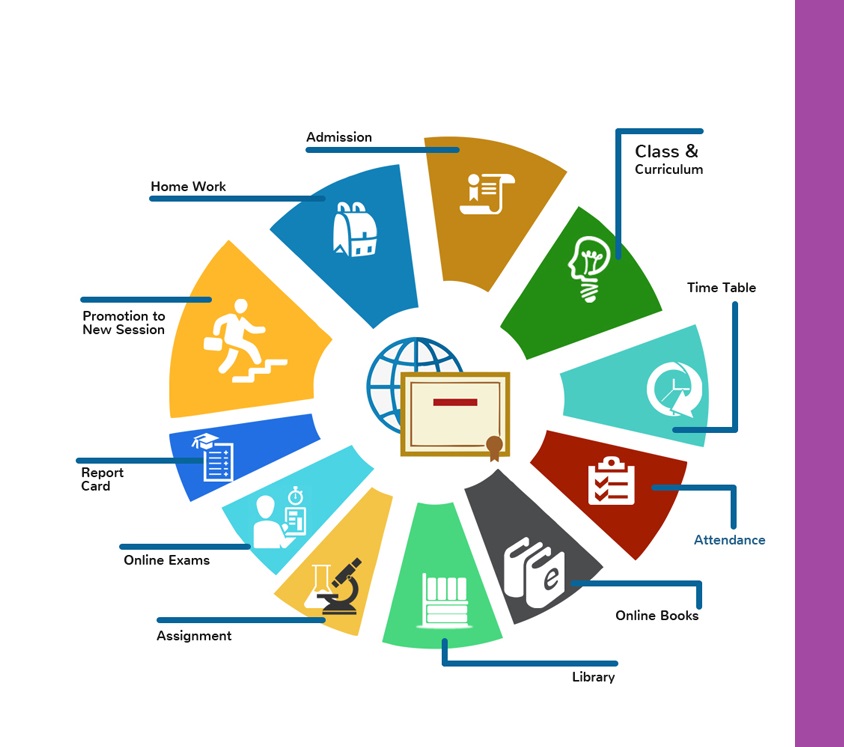 Admission
Class &
Curriculum
Home Work
Time Table
Promotion to
New Session
Report
Card
Attendance
Online Exams
Online Books
Assignment
Library
e